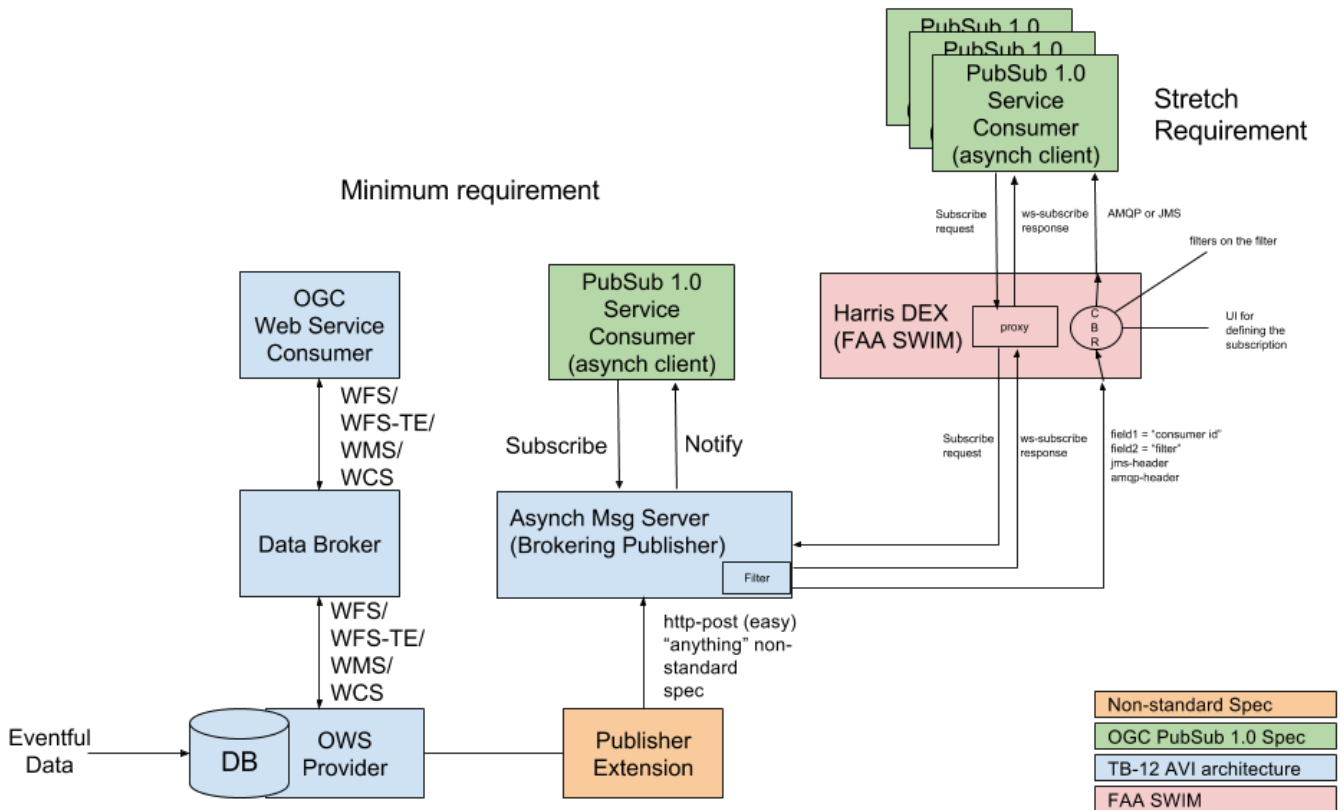 PubSub 1.0
PubSub 1.0
PubSub 1.0
Service
Consumer
(asynch client)
Stretch
Requirement
Minimum requirement
Subscribe
request
ws-subscribe
response
AMQP or JMS
filters on the filter
OGC
Web Service
Consumer
PubSub 1.0
Service
Consumer
(asynch client)
Harris DEX
(FAA SWIM)
proxy
C
B
R
UI for
defining the
subscription
WFS/
WFS-TE/
WMS/
WCS
Subscribe
Notify
Subscribe
request
ws-subscribe
response
field1 = "consumer id"
field2 = "filter"
jms-header
amqp-header
Data Broker
Asynch Msg Server
(Brokering Publisher)
Filter
WFS/
WFS-TE/
WMS/
WCS
http-post (easy)
“anything” non-
standard
spec
Eventful
Data
DB
OWS
Provider
Publisher
Extension
Non-standard Spec
OGC PubSub 1.0 Spec
TB-12 AVI architecture
FAA SWIM